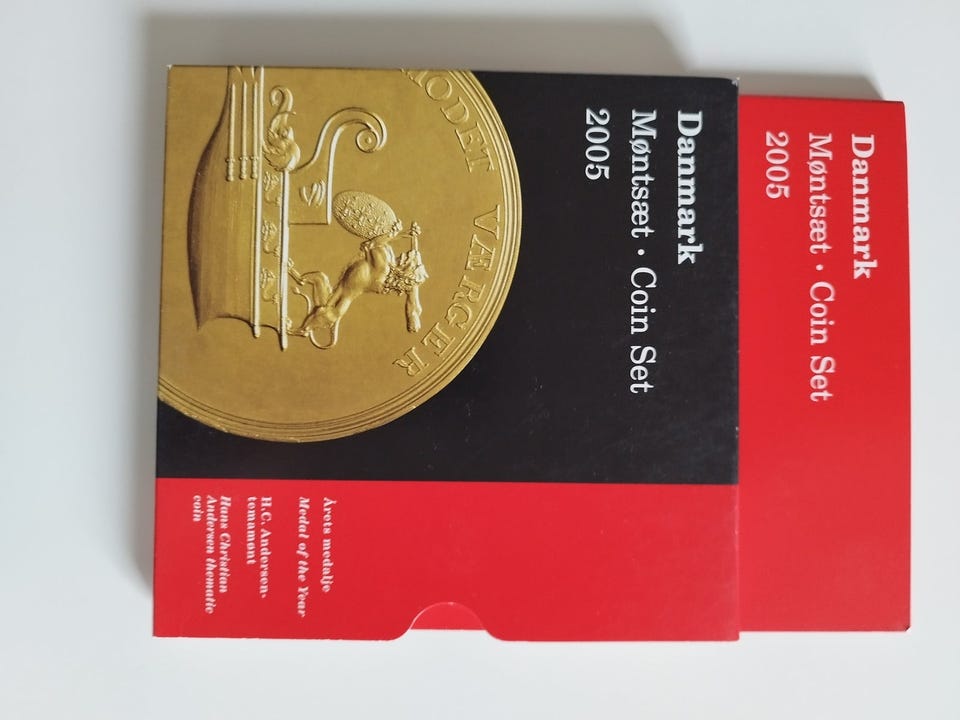 MODET VÆRGER
Danmark
Møntsæt · Coin Set
2005
Årets medalje
Medal of the Year
H.C. Andersen-
temamønt
Hans Christian
Andersen thematic
coin
Danmark
Møntsæt · Coin Set
2005